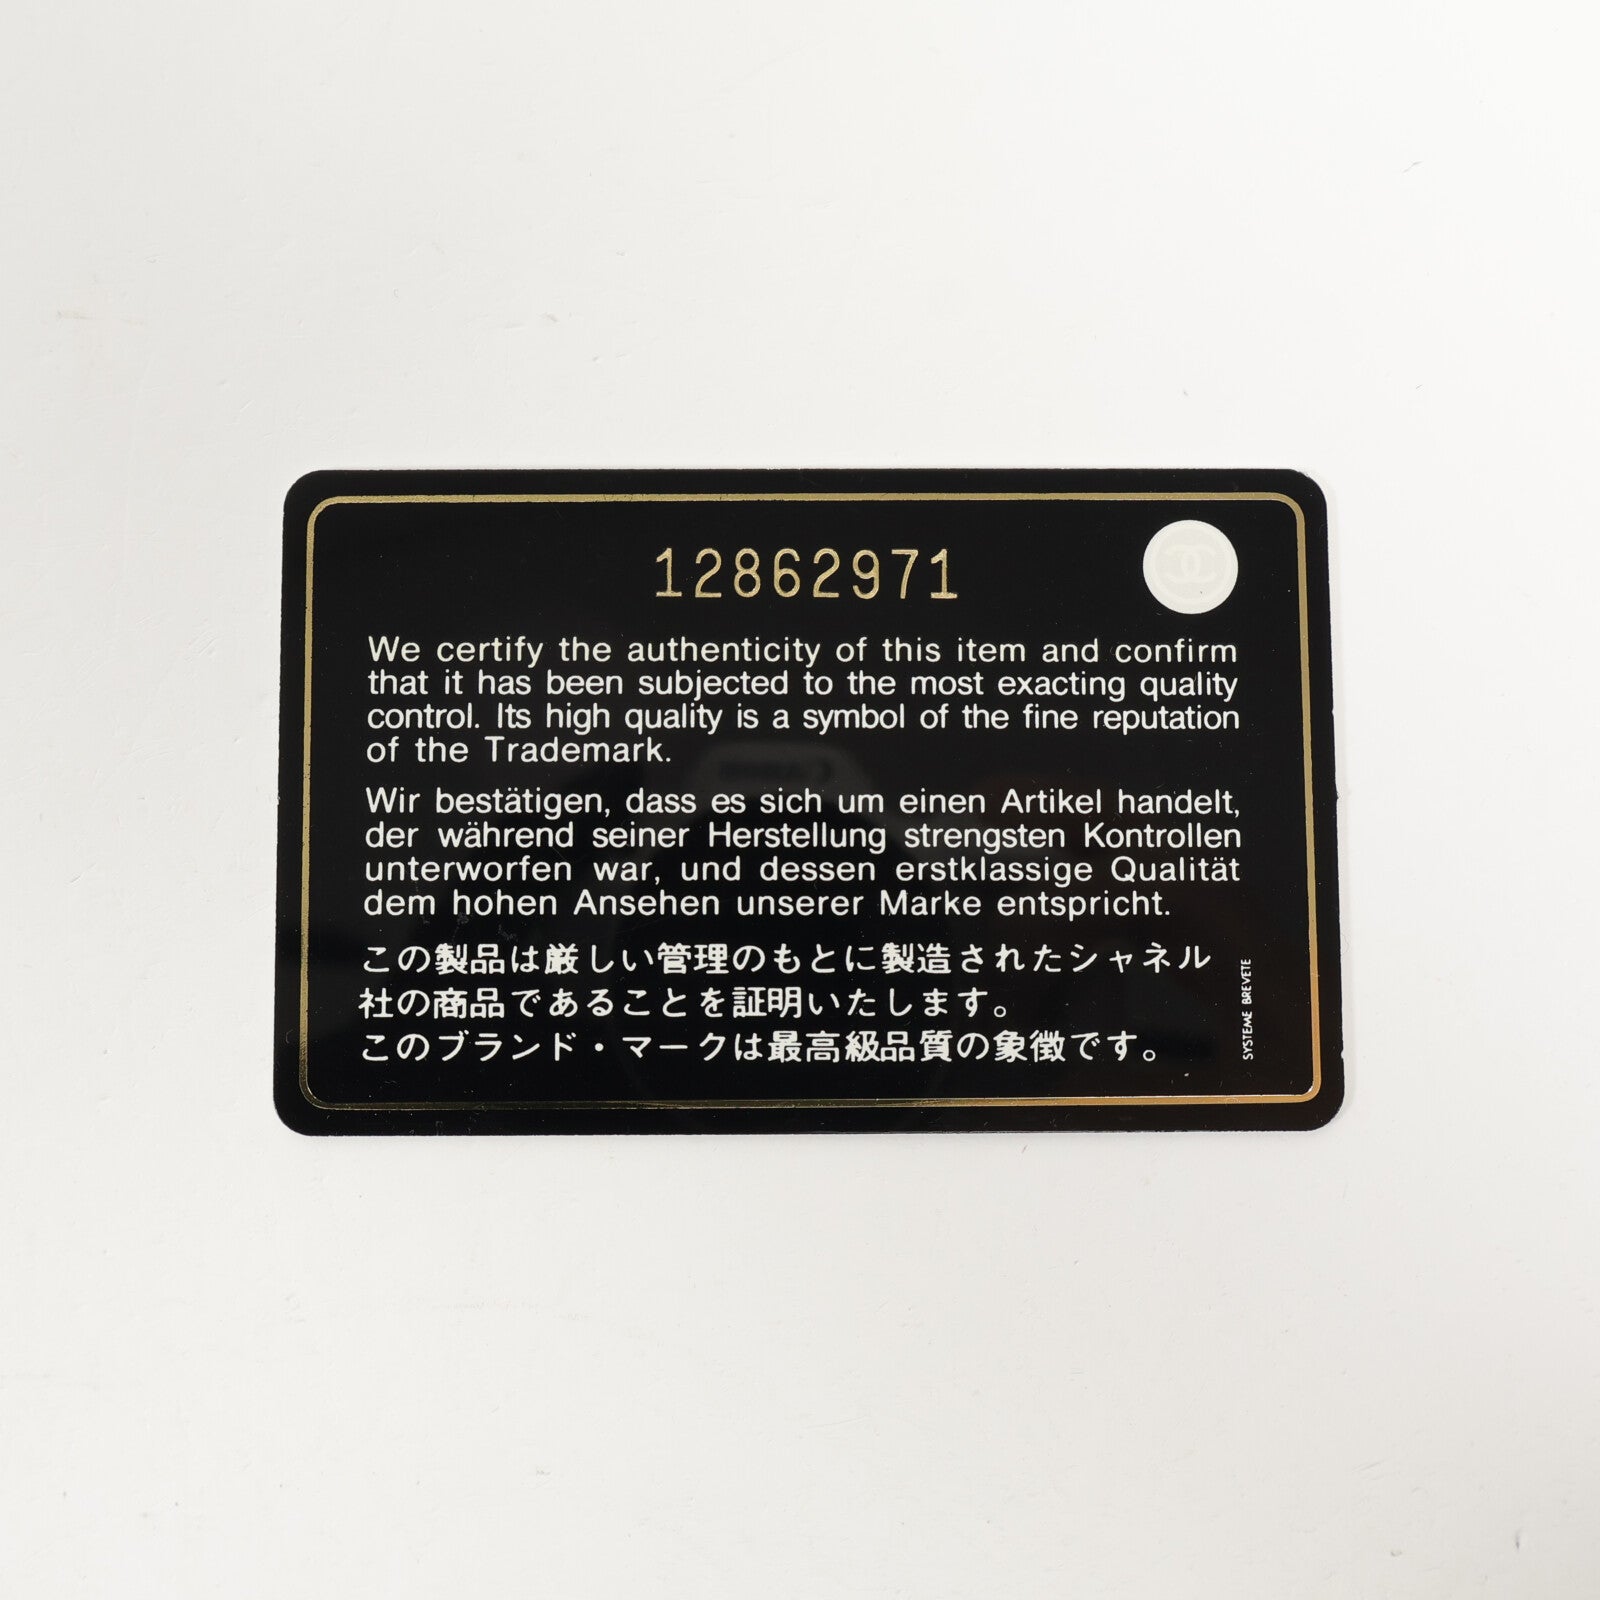 12862971
We certify the authenticity of this item and confirm
that it has been subjected to the most exacting quality
control. Its high quality is a symbol of the fine reputation
of the Trademark.
Wir bestätigen, dass es sich um einen Artikel handelt,
der während seiner Herstellung strengsten Kontrollen
unterworfen war, und dessen erstklassige Qualität
dem hohen Ansehen unserer Marke entspricht.
この製品は厳しい管理のもとに製造されたシャネル
社の商品であることを証明いたします。
このブランド・マークは最高級品質の象徴です。
SYSTEME BREVETE